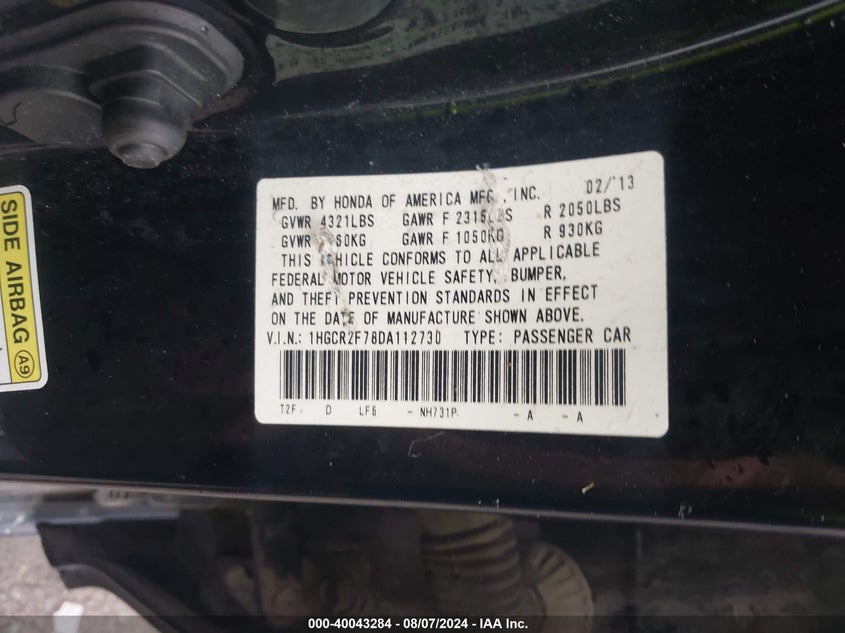 MFD. BY HONDA OF AMERICA MFG., INC. 02/'13
GVWR 4321LBS GAWR F 2315LBS R 2050LBS
GVWR 60KG GAWR F 1050KG R 930KG
THIS VEHICLE CONFORMS TO ALL APPLICABLE
FEDERAL MOTOR VEHICLE SAFETY, BUMPER,
AND THEFT PREVENTION STANDARDS IN EFFECT
ON THE DATE OF MANUFACTURE SHOWN ABOVE.
V.I.N.: 1HGCR2F78DA112730 TYPE: PASSENGER CAR
T2F. D LF6 - NH731P - A - A
SIDE AIRBAG A9
000-40043284 - 08/07/2024 - IAA Inc.